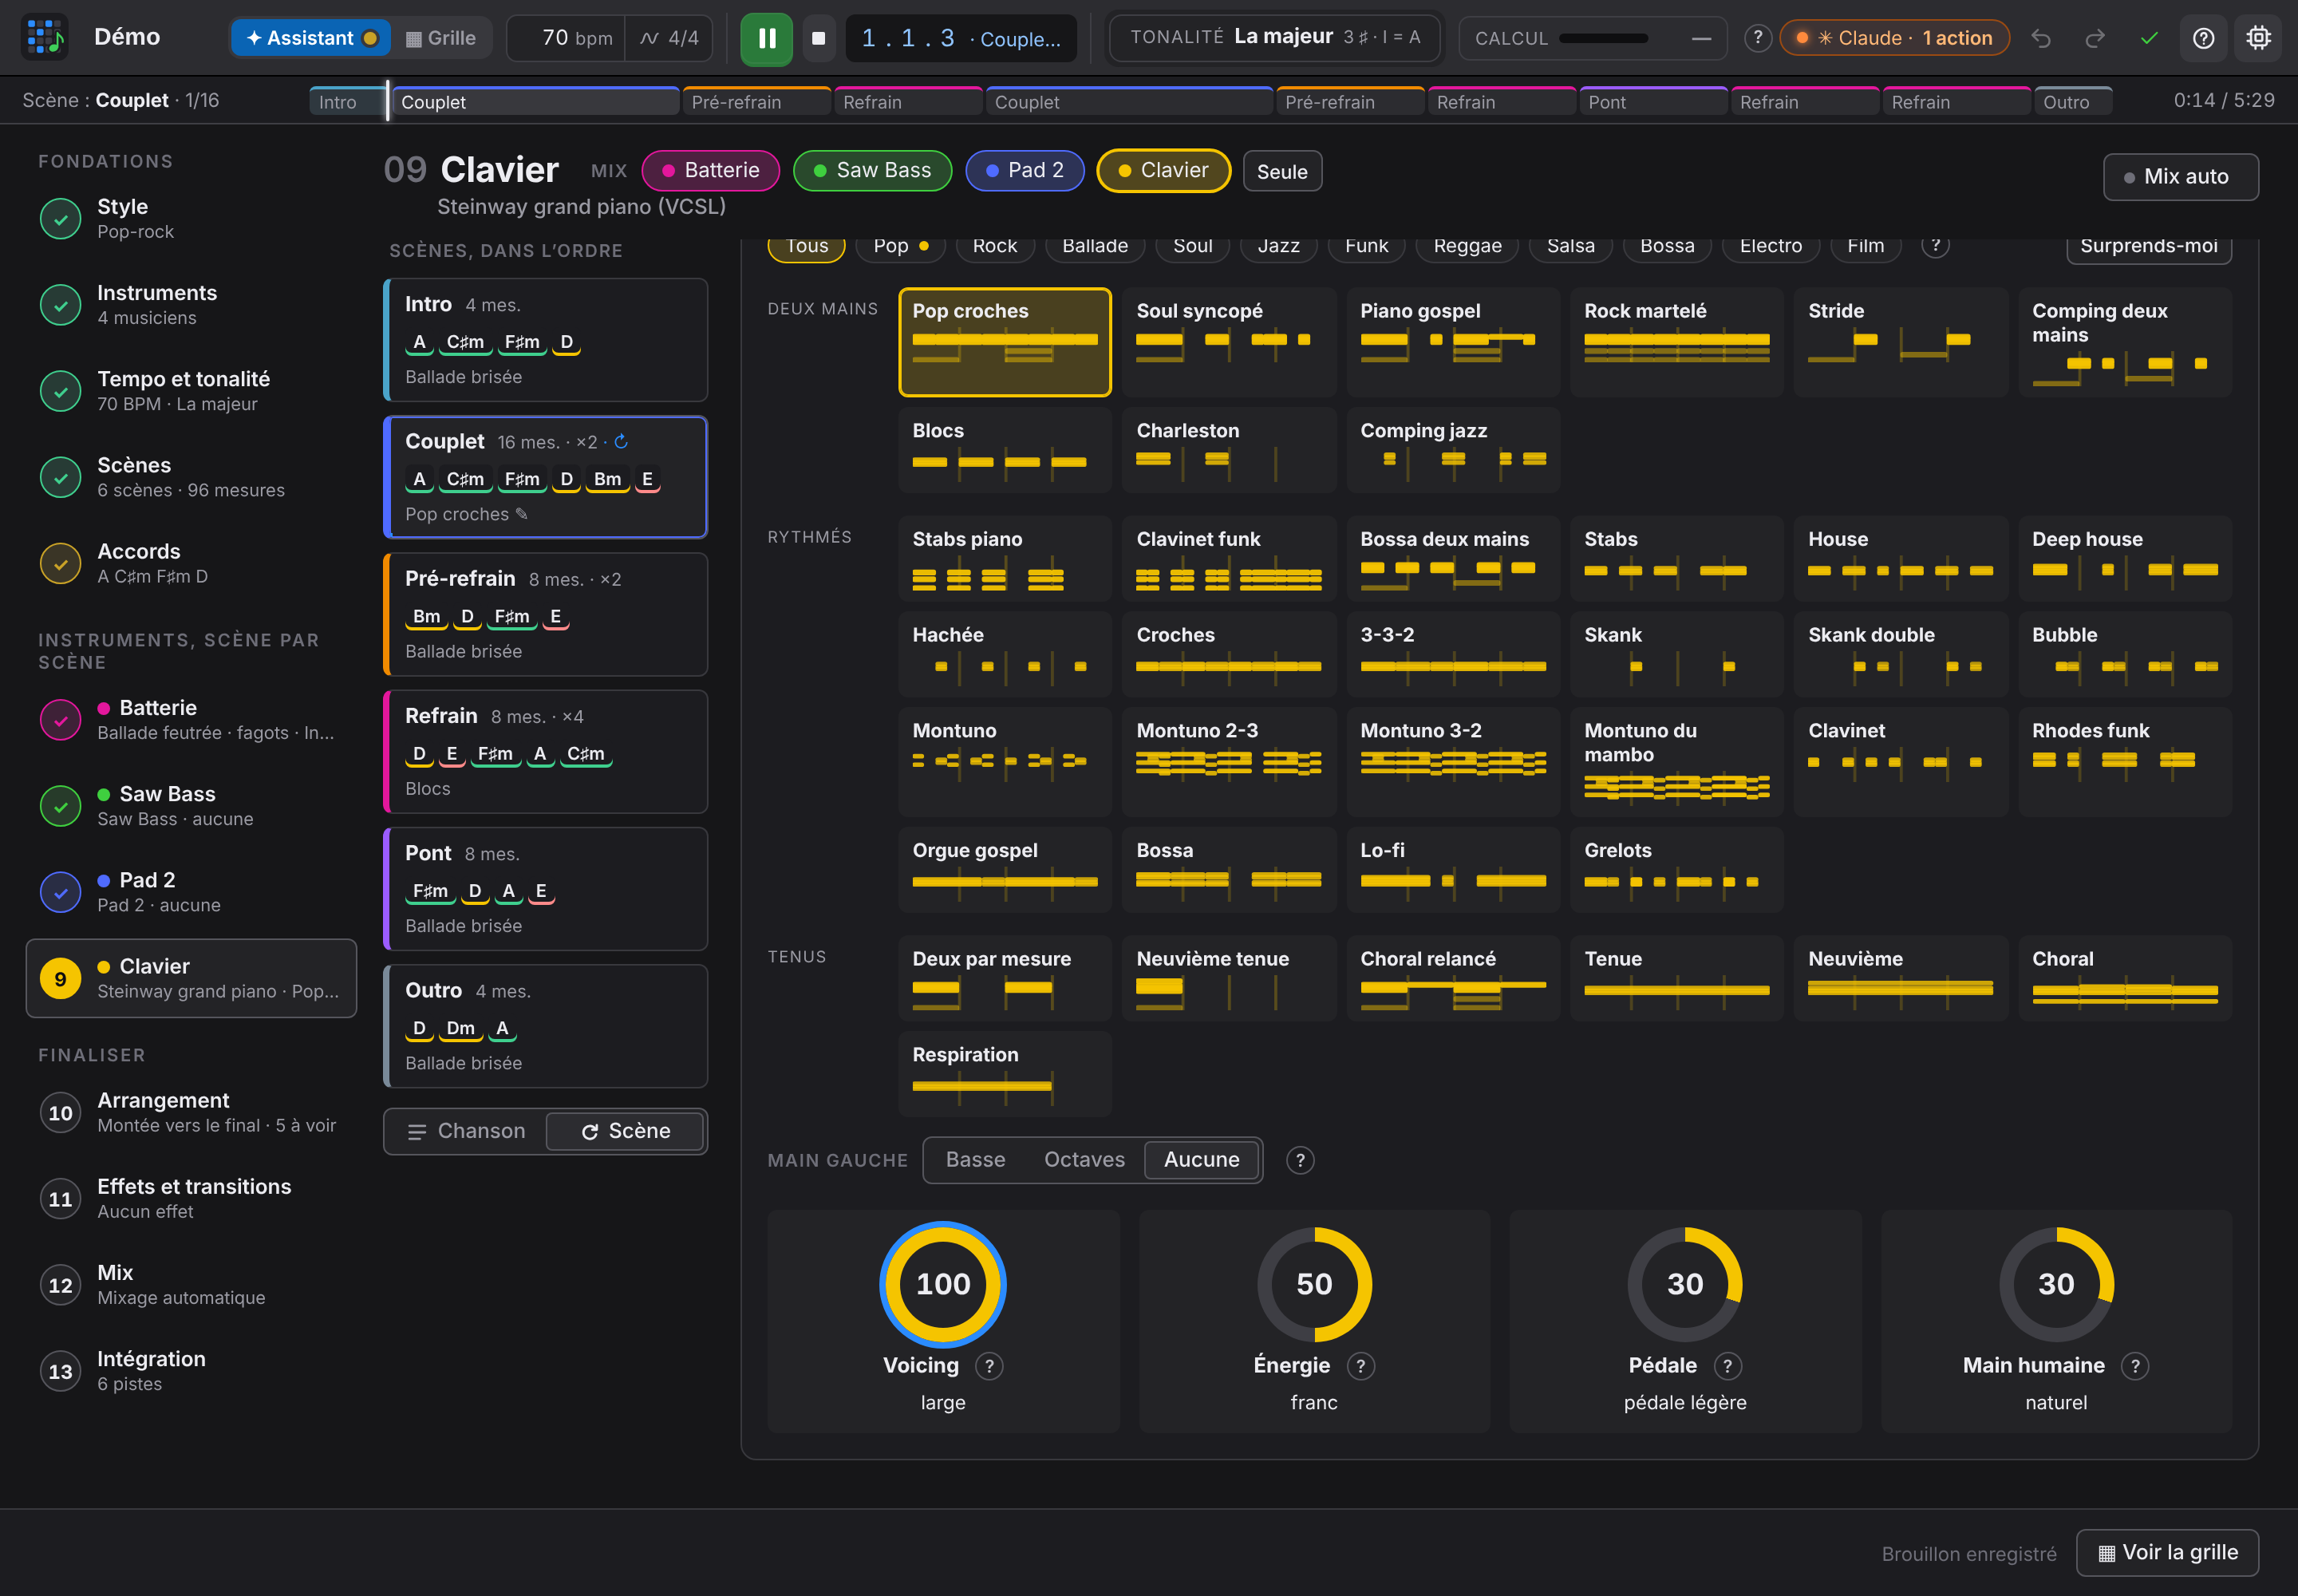 Démo
Assistant
Grille
70 bpm
4/4
1 . 1 . 3 · Couple...
TONALITÉ La majeur 3 ♯ · I = A
CALCUL —
?
Claude · 1 action
Scène : Couplet · 1/16
Intro
Couplet
Pré-refrain
Refrain
Couplet
Pré-refrain
Refrain
Pont
Refrain
Refrain
Outro
0:14 / 5:29
FONDATIONS
Style
Pop-rock
Instruments
4 musiciens
Tempo et tonalité
70 BPM · La majeur
Scènes
6 scènes · 96 mesures
Accords
A C♯m F♯m D
INSTRUMENTS, SCÈNE PAR
SCÈNE
Batterie
Ballade feutrée · fagots · In...
Saw Bass
Saw Bass · aucune
Pad 2
Pad 2 · aucune
9
Clavier
Steinway grand piano · Pop...
FINALISER
10
Arrangement
Montée vers le final · 5 à voir
11
Effets et transitions
Aucun effet
12
Mix
Mixage automatique
13
Intégration
6 pistes
09 Clavier
MIX
Batterie
Saw Bass
Pad 2
Clavier
Seule
Mix auto
Steinway grand piano (VCSL)
SCÈNES, DANS L'ORDRE
Intro 4 mes.
A C♯m F♯m D
Ballade brisée
Couplet 16 mes. · ×2 ·
A C♯m F♯m D Bm E
Pop croches ✎
Pré-refrain 8 mes. · ×2
Bm D F♯m E
Ballade brisée
Refrain 8 mes. · ×4
D E F♯m A C♯m
Blocs
Pont 8 mes.
F♯m D A E
Ballade brisée
Outro 4 mes.
D Dm A
Ballade brisée
Chanson
Scène
Tous
Pop
Rock
Ballade
Soul
Jazz
Funk
Reggae
Salsa
Bossa
Electro
Film
?
Surprends-moi
DEUX MAINS
Pop croches
Soul syncopé
Piano gospel
Rock martelé
Stride
Comping deux
mains
Blocs
Charleston
Comping jazz
RYTHMÉS
Stabs piano
Clavinet funk
Bossa deux mains
Stabs
House
Deep house
Hachée
Croches
3-3-2
Skank
Skank double
Bubble
Montuno
Montuno 2-3
Montuno 3-2
Montuno du
mambo
Clavinet
Rhodes funk
Orgue gospel
Bossa
Lo-fi
Grelots
TENUS
Deux par mesure
Neuvième tenue
Choral relancé
Tenue
Neuvième
Choral
Respiration
MAIN GAUCHE
Basse
Octaves
Aucune
?
100
Voicing ?
large
50
Énergie ?
franc
30
Pédale ?
pédale légère
30
Main humaine ?
naturel
Brouillon enregistré
Voir la grille